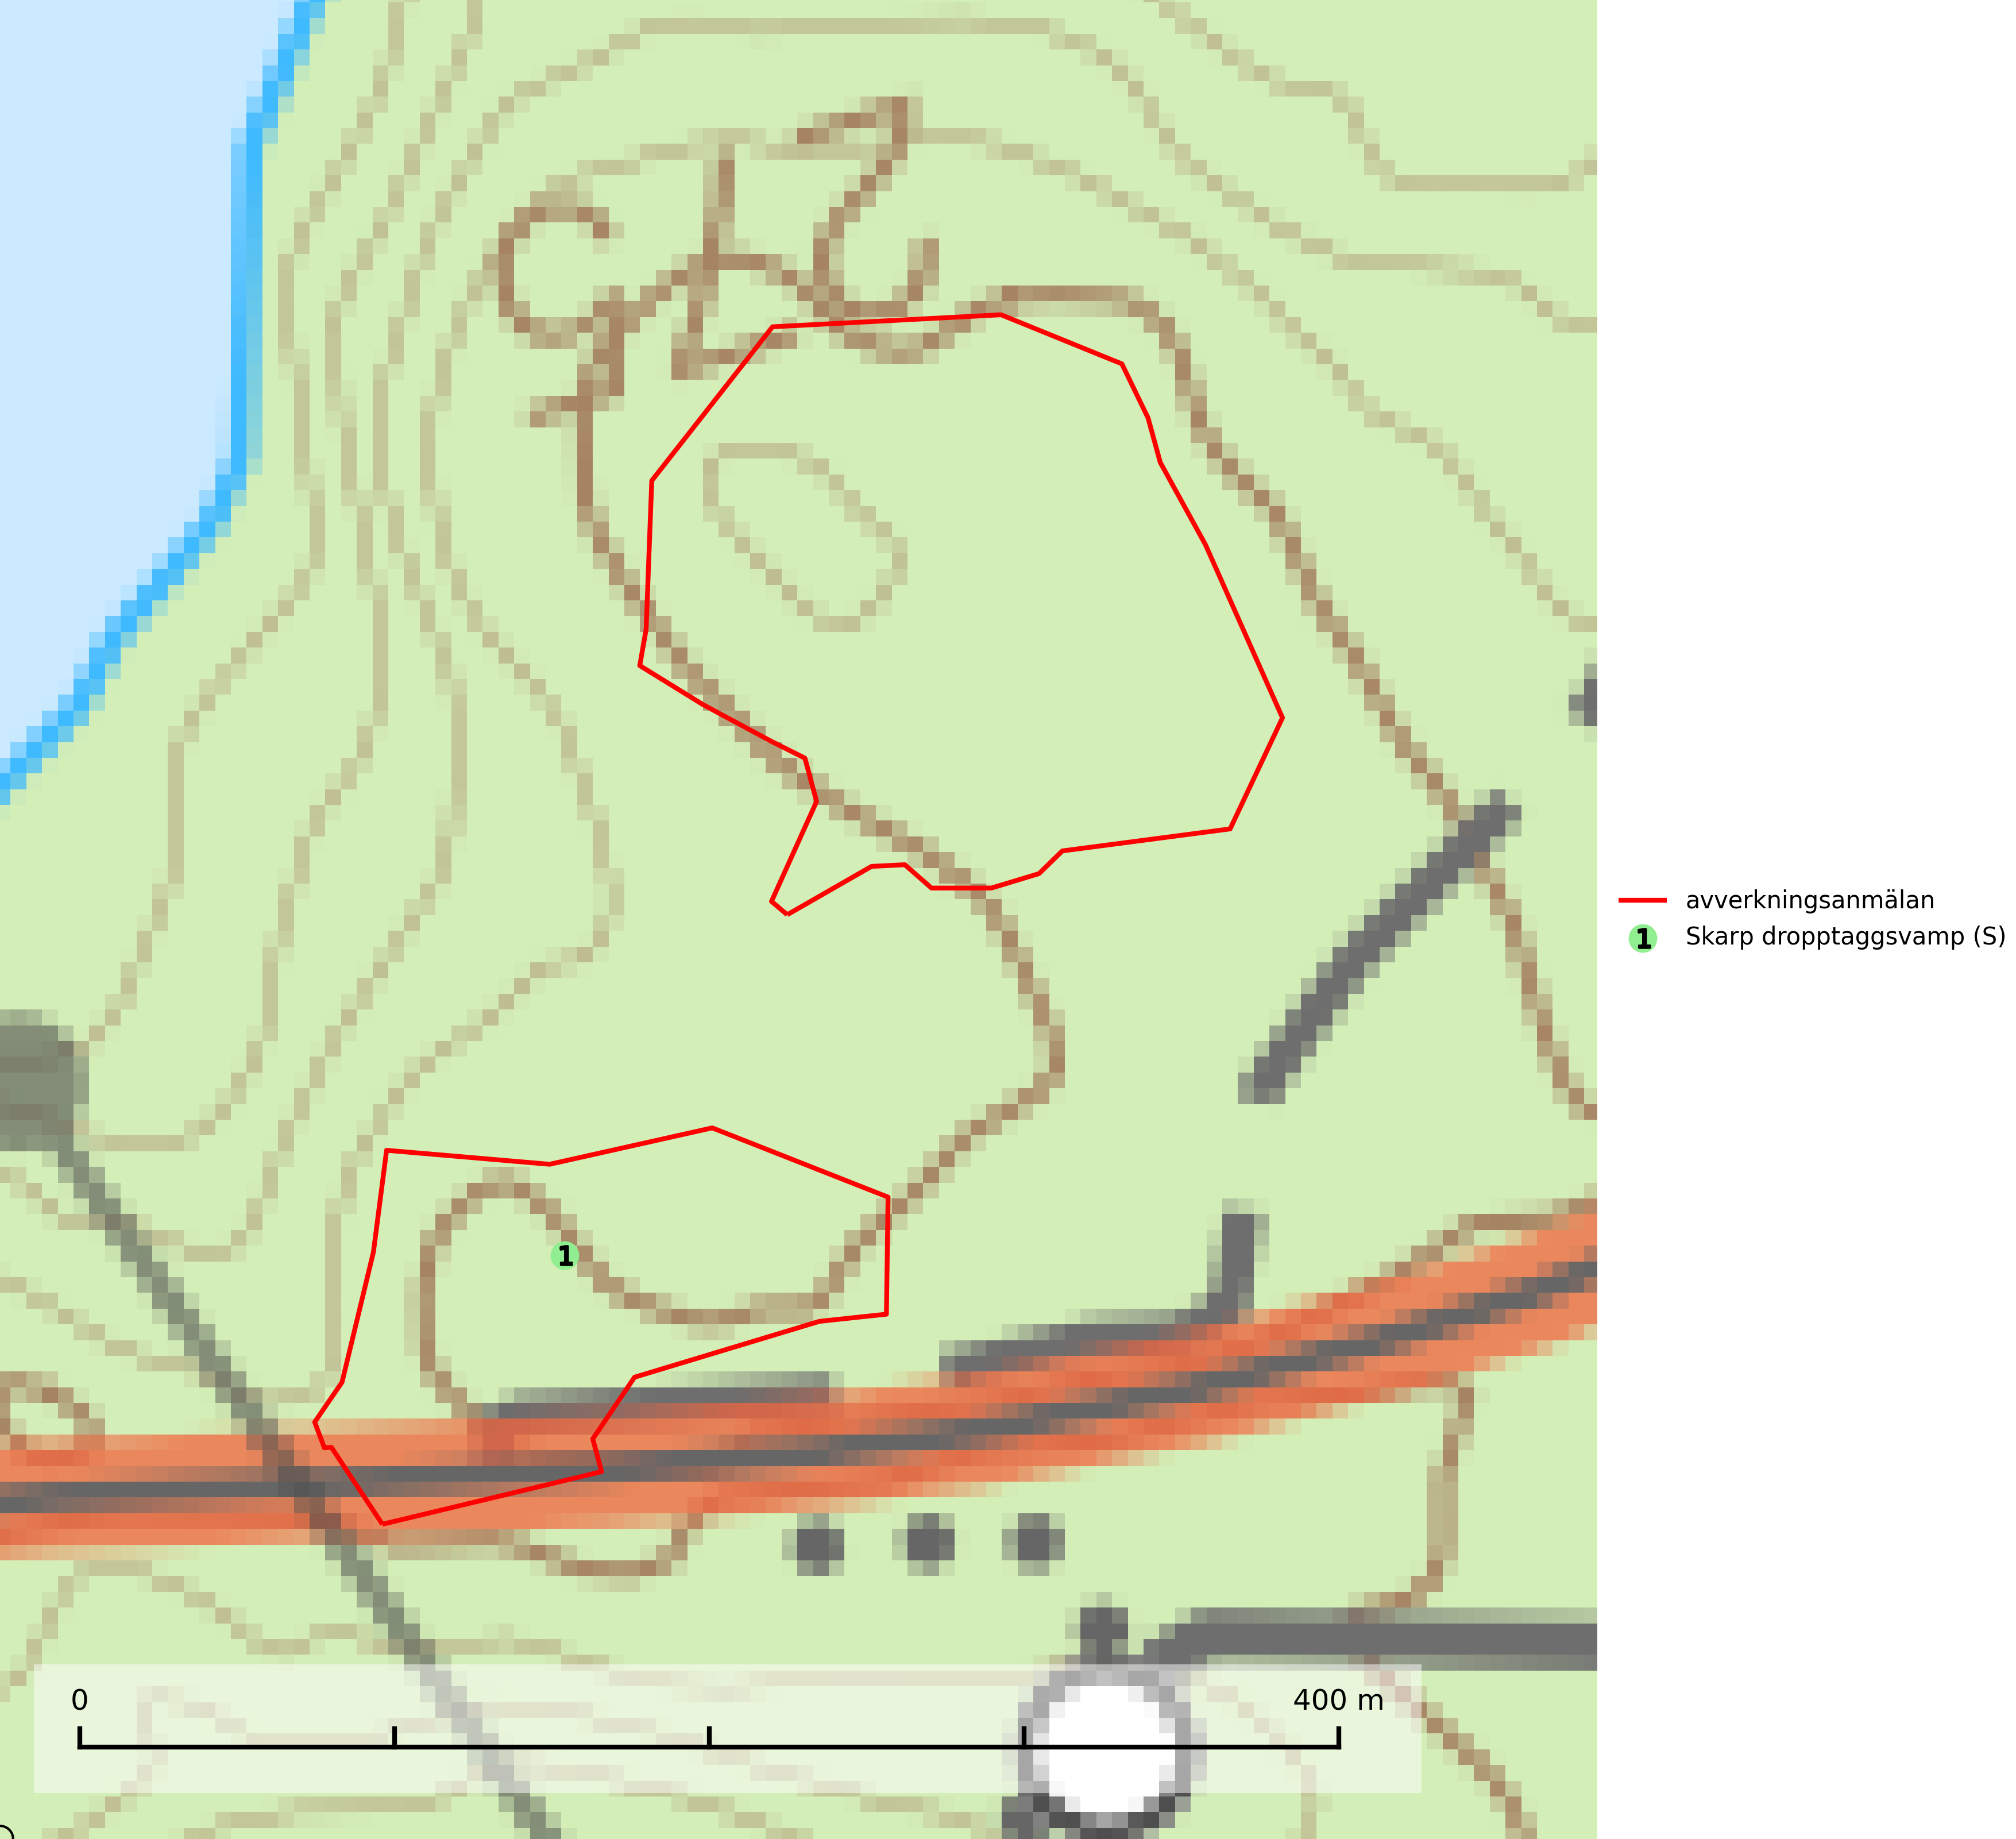 avverkningsanmälan
1 Skarp dropptaggsvamp (S)
1
0 400 m